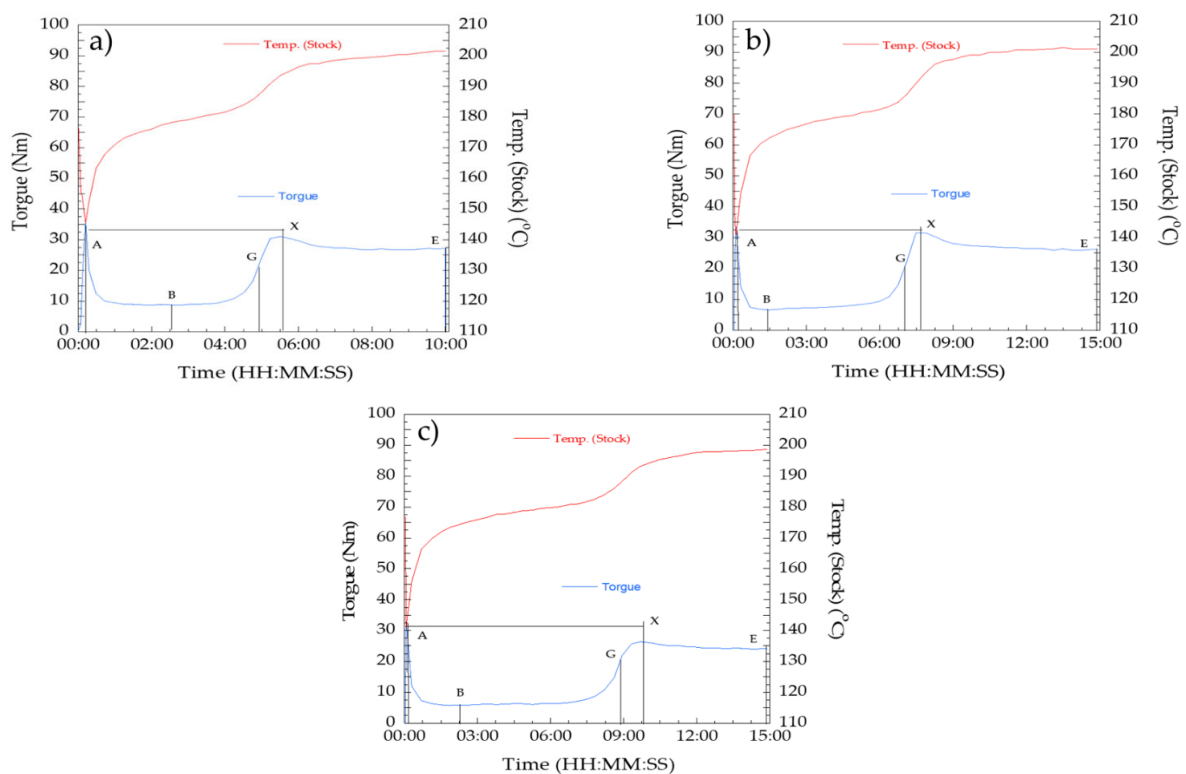 a)
Temp. (Stock)
Torgue
A
B
G
X
E
100
90
80
70
60
50
40
30
20
10
0
210
200
190
180
170
160
150
140
130
120
110
00:00 02:00 04:00 06:00 08:00 10:00
Torgue (Nm)
Temp. (Stock) (°C)
Time (HH:MM:SS)
b)
Temp. (Stock)
Torgue
A
B
G
X
E
100
90
80
70
60
50
40
30
20
10
0
210
200
190
180
170
160
150
140
130
120
110
00:00 03:00 06:00 09:00 12:00 15:00
Torgue (Nm)
Temp. (Stock) (°C)
Time (HH:MM:SS)
c)
Temp. (Stock)
Torgue
A
B
G
X
E
100
90
80
70
60
50
40
30
20
10
0
210
200
190
180
170
160
150
140
130
120
110
00:00 03:00 06:00 09:00 12:00 15:00
Torgue (Nm)
Temp. (Stock) (°C)
Time (HH:MM:SS)